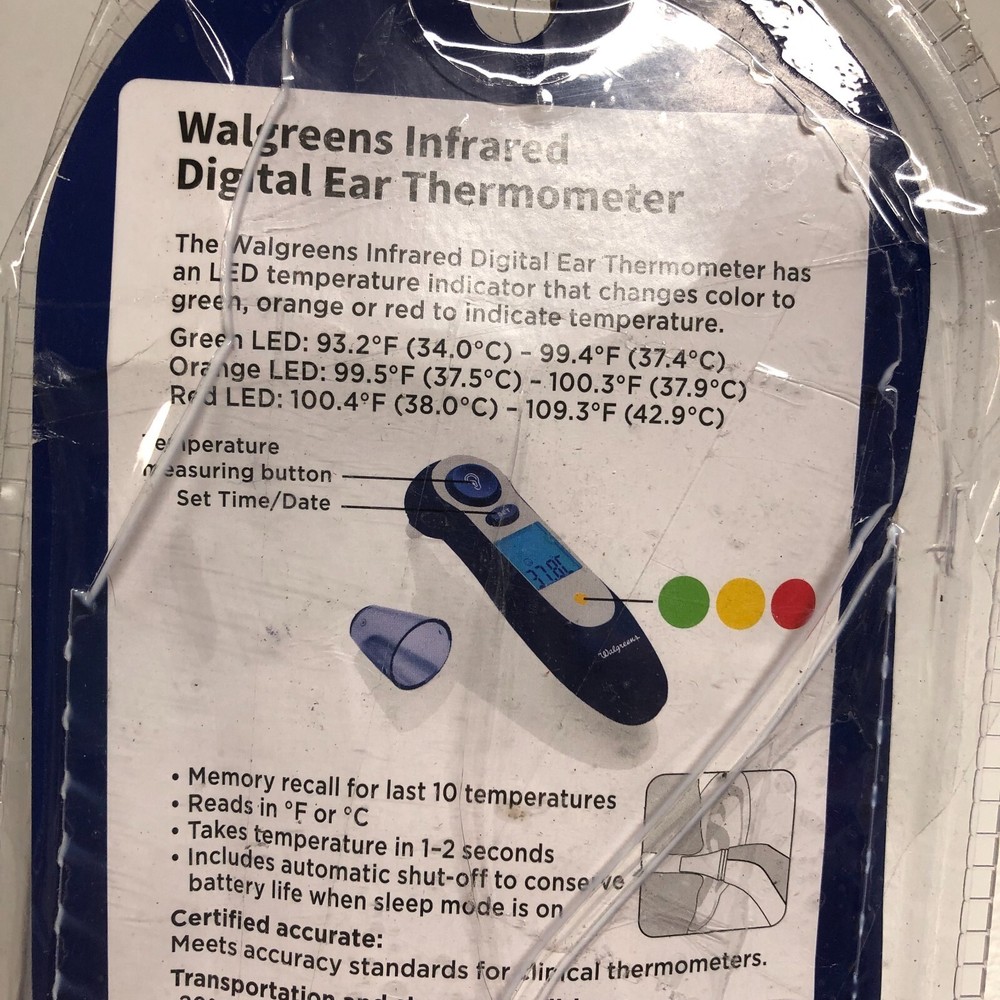 Walgreens Infrared
Digital Ear Thermometer
The Walgreens Infrared Digital Ear Thermometer has
an LED temperature indicator that changes color to
green, orange or red to indicate temperature.
Green LED: 93.2°F (34.0°C) – 99.4°F (37.4°C)
Orange LED: 99.5°F (37.5°C) – 100.3°F (37.9°C)
Red LED: 100.4°F (38.0°C) – 109.3°F (42.9°C)
Temperature
measuring button
Set Time/Date
37.8°C
Walgreens
• Memory recall for last 10 temperatures
• Reads in °F or °C
• Takes temperature in 1–2 seconds
• Includes automatic shut-off to conserve
battery life when sleep mode is on
Certified accurate:
Meets accuracy standards for clinical thermometers.
Transportation and